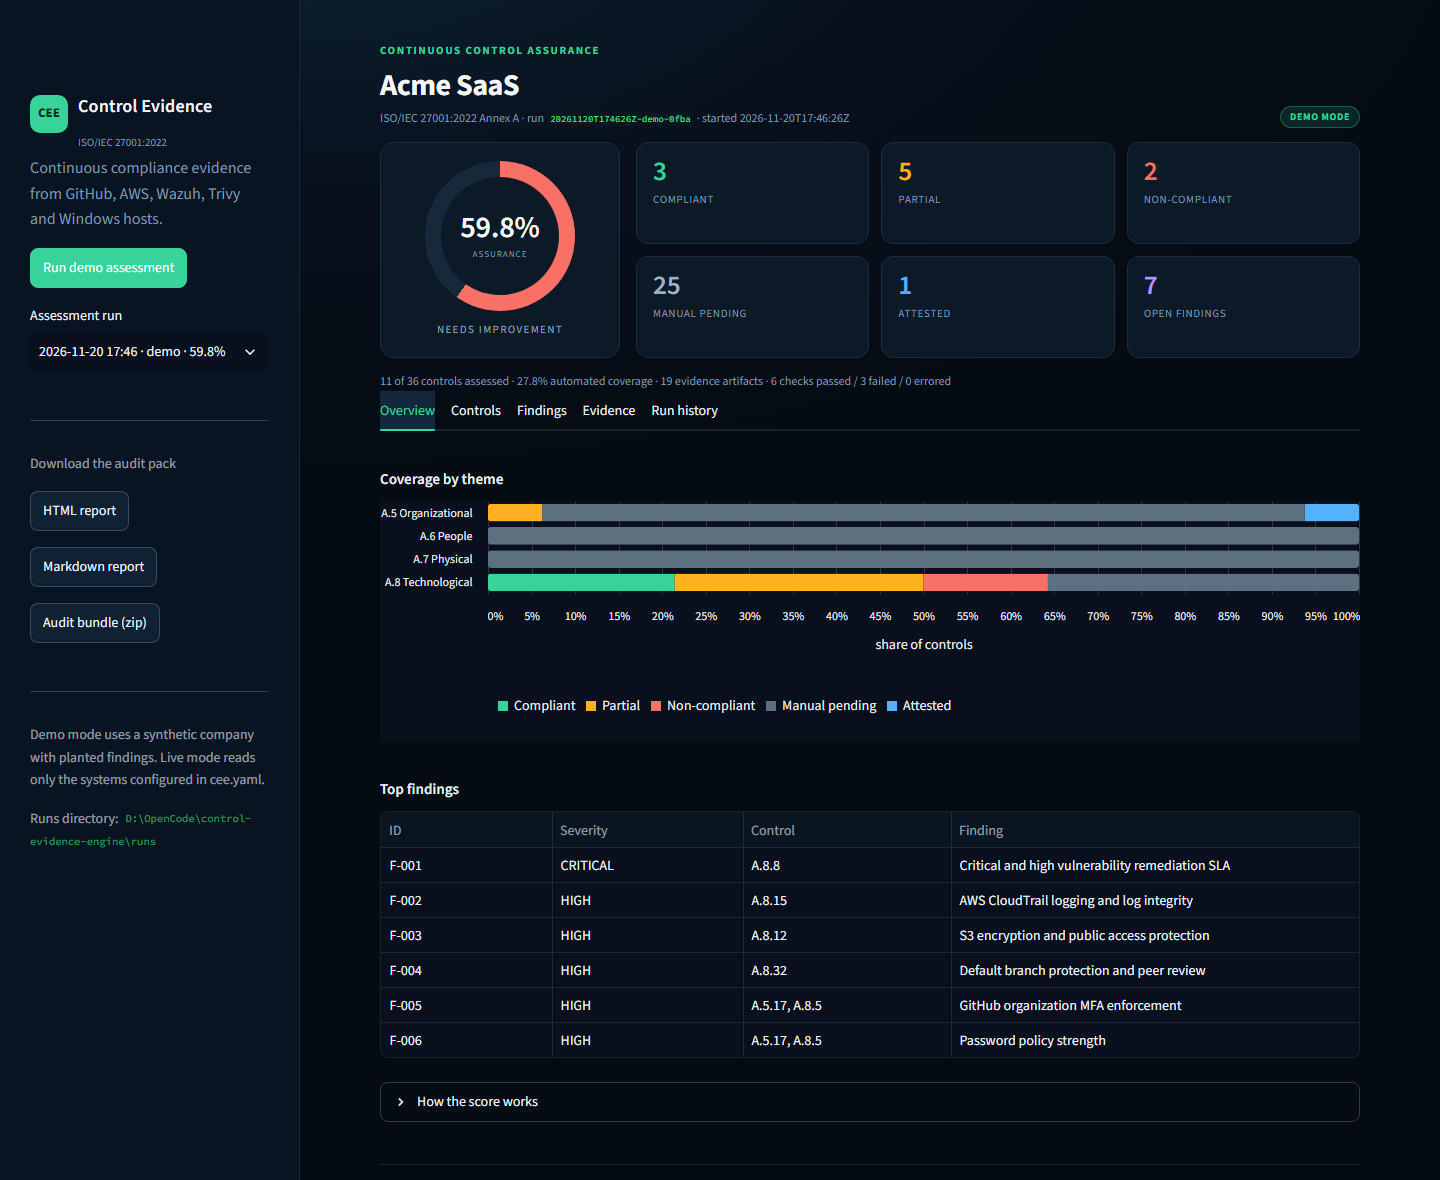 CEE
Control Evidence
ISO/IEC 27001:2022
Continuous compliance evidence
from GitHub, AWS, Wazuh, Trivy
and Windows hosts.
Run demo assessment
Assessment run
2026-11-20 17:46 · demo · 59.8%
Download the audit pack
HTML report
Markdown report
Audit bundle (zip)
Demo mode uses a synthetic company
with planted findings. Live mode reads
only the systems configured in cee.yaml.
Runs directory: D:\OpenCode\control-
evidence-engine\runs
CONTINUOUS CONTROL ASSURANCE
Acme SaaS
ISO/IEC 27001:2022 Annex A · run 20261120T174626Z-demo-0fba · started 2026-11-20T17:46:26Z
DEMO MODE
59.8%
ASSURANCE
NEEDS IMPROVEMENT
3
COMPLIANT
5
PARTIAL
2
NON-COMPLIANT
25
MANUAL PENDING
1
ATTESTED
7
OPEN FINDINGS
11 of 36 controls assessed · 27.8% automated coverage · 19 evidence artifacts · 6 checks passed / 3 failed / 0 errored
Overview Controls Findings Evidence Run history
Coverage by theme
A.5 Organizational
A.6 People
A.7 Physical
A.8 Technological
0% 5% 10% 15% 20% 25% 30% 35% 40% 45% 50% 55% 60% 65% 70% 75% 80% 85% 90% 95% 100%
share of controls
Compliant Partial Non-compliant Manual pending Attested
Top findings
ID Severity Control Finding
F-001 CRITICAL A.8.8 Critical and high vulnerability remediation SLA
F-002 HIGH A.8.15 AWS CloudTrail logging and log integrity
F-003 HIGH A.8.12 S3 encryption and public access protection
F-004 HIGH A.8.32 Default branch protection and peer review
F-005 HIGH A.5.17, A.8.5 GitHub organization MFA enforcement
F-006 HIGH A.5.17, A.8.5 Password policy strength
How the score works